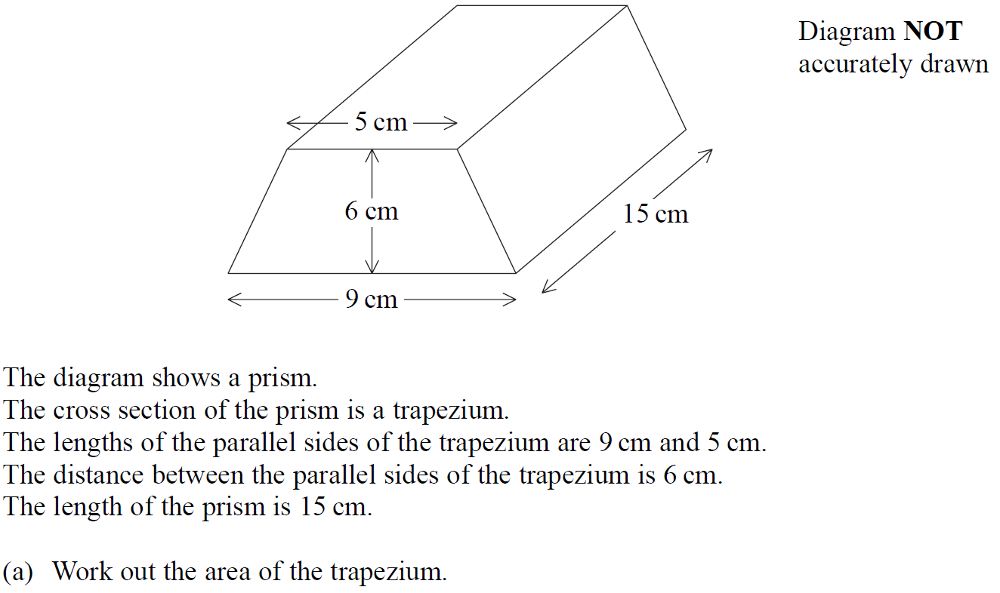 Diagram NOT
accurately drawn
5 cm
6 cm
15 cm
9 cm
The diagram shows a prism.
The cross section of the prism is a trapezium.
The lengths of the parallel sides of the trapezium are 9 cm and 5 cm.
The distance between the parallel sides of the trapezium is 6 cm.
The length of the prism is 15 cm.
(a) Work out the area of the trapezium.